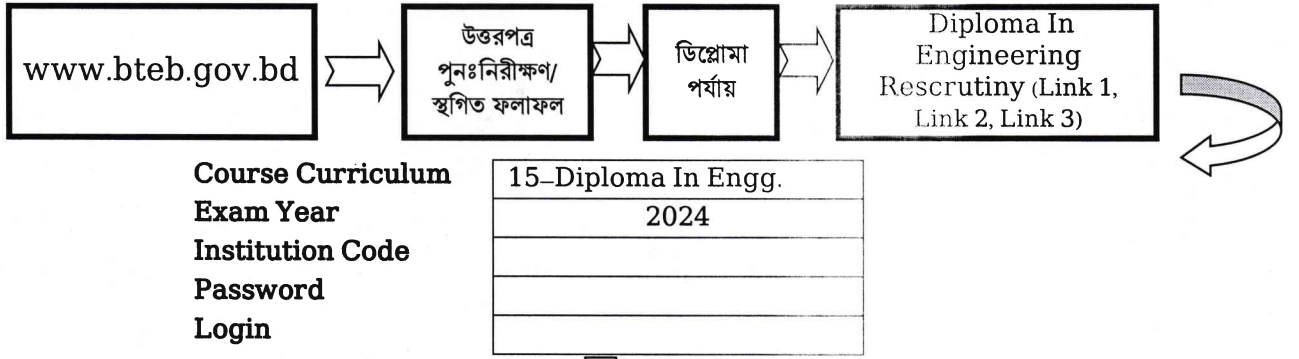 www.bteb.gov.bd
উত্তরপত্র
পুনঃনিরীক্ষণ/
স্থগিত ফলাফল
ডিপ্লোমা
পর্যায়
Diploma In
Engineering
Rescrutiny (Link 1,
Link 2, Link 3)
Course Curriculum 15–Diploma In Engg.
Exam Year 2024
Institution Code
Password
Login